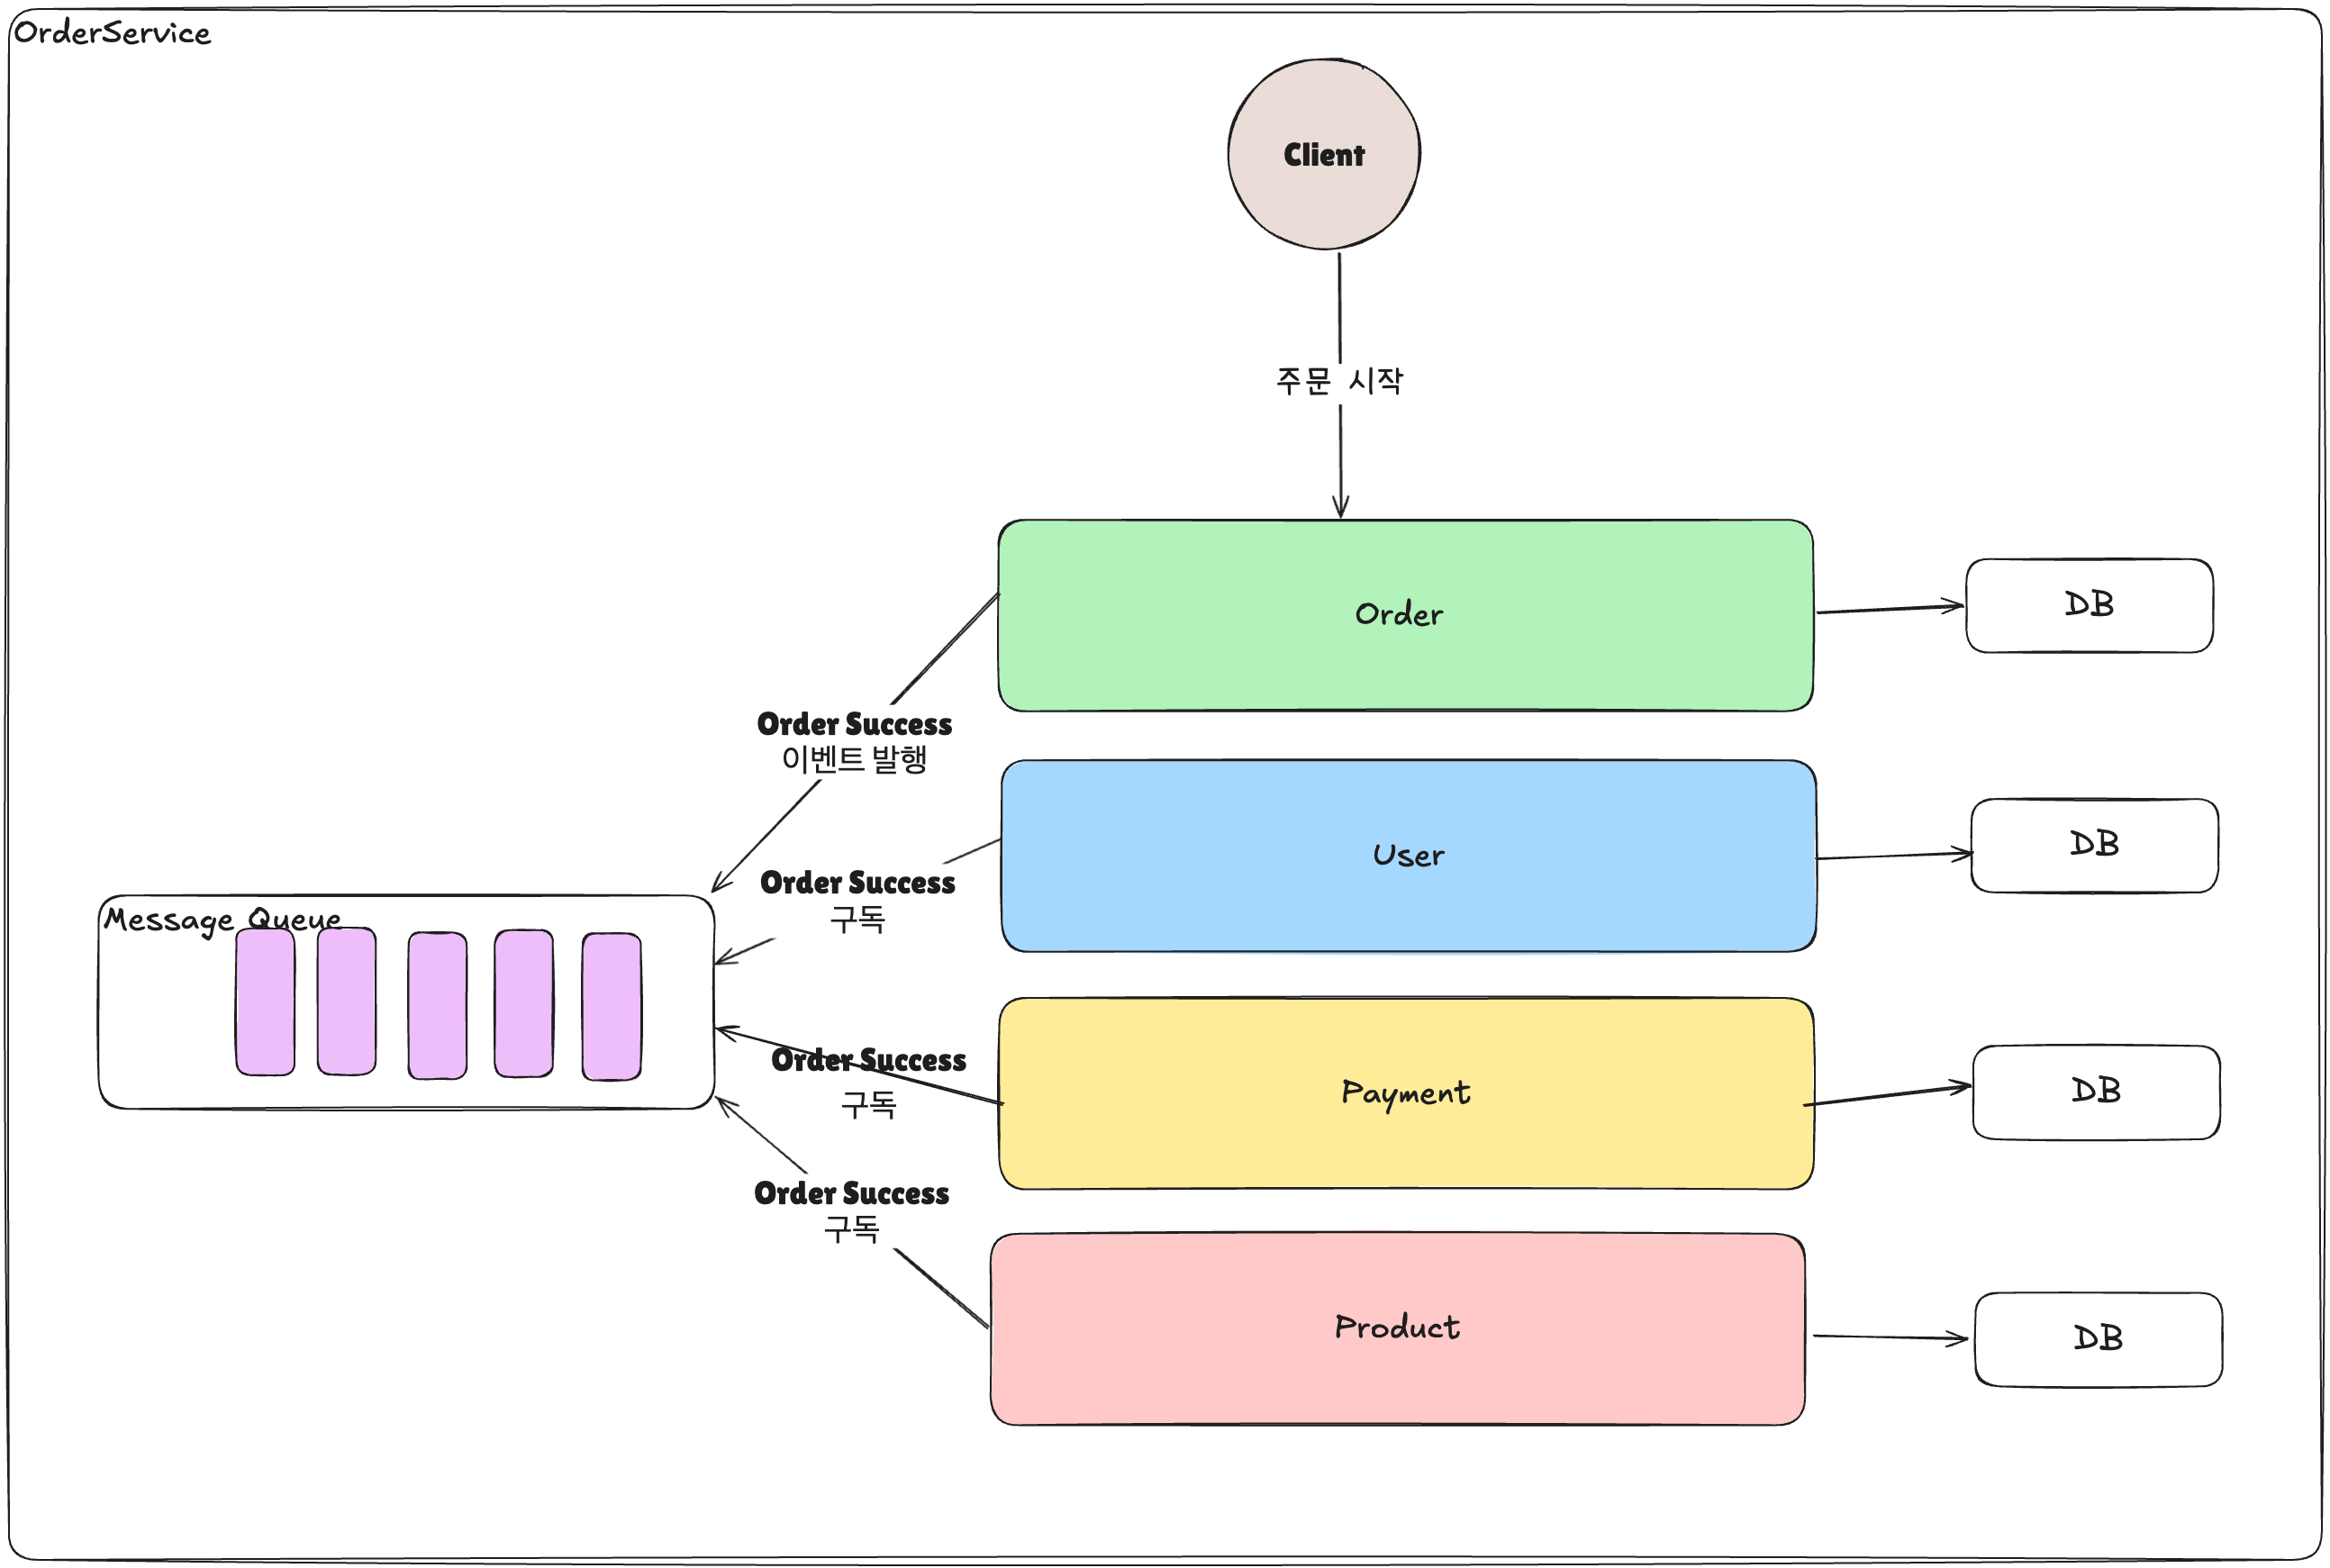 OrderService
Client
주문 시작
Order
DB
Order Success
이벤트 발행
User
DB
Order Success
구독
Message Queue
Order Success
구독
Payment
DB
Order Success
구독
Product
DB